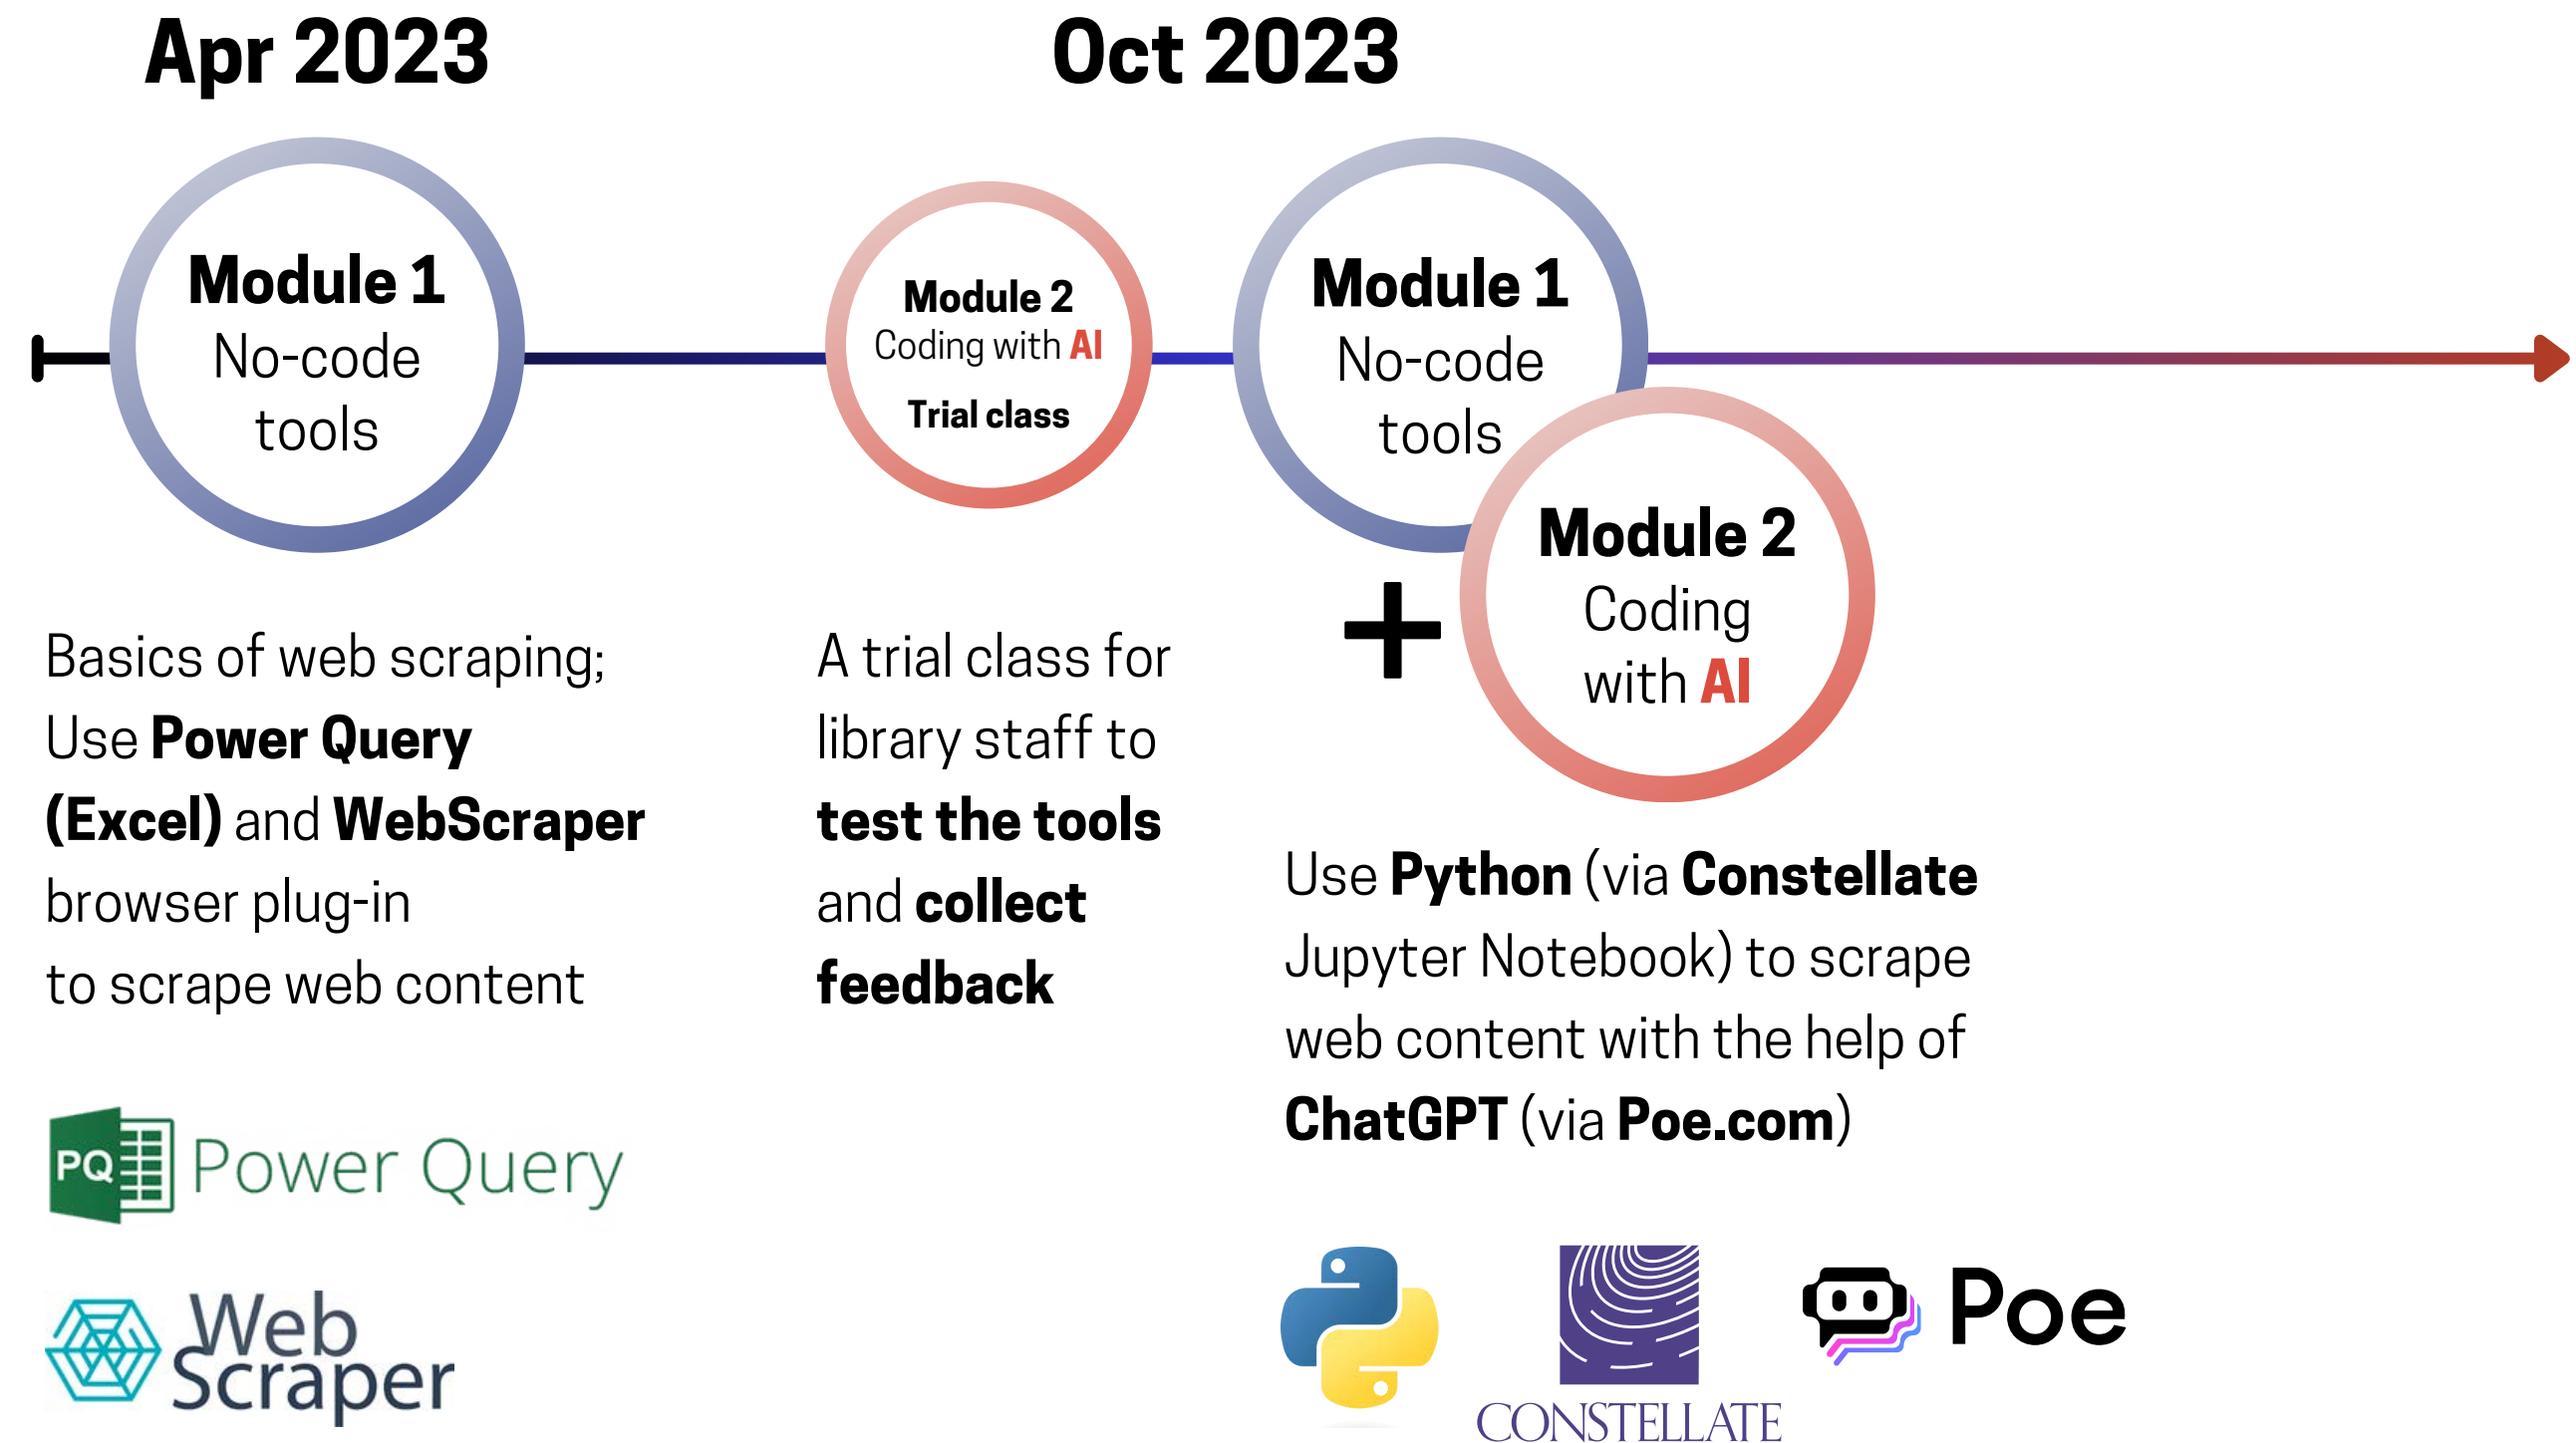 Apr 2023
Oct 2023
Module 1
No-code
tools
Module 2
Coding with AI
Trial class
Module 1
No-code
tools
Module 2
Coding
with AI
Basics of web scraping;
Use Power Query
(Excel) and WebScraper
browser plug-in
to scrape web content
A trial class for
library staff to
test the tools
and collect
feedback
Use Python (via Constellate
Jupyter Notebook) to scrape
web content with the help of
ChatGPT (via Poe.com)
PQ Power Query
Web
Scraper
CONSTELLATE
Poe